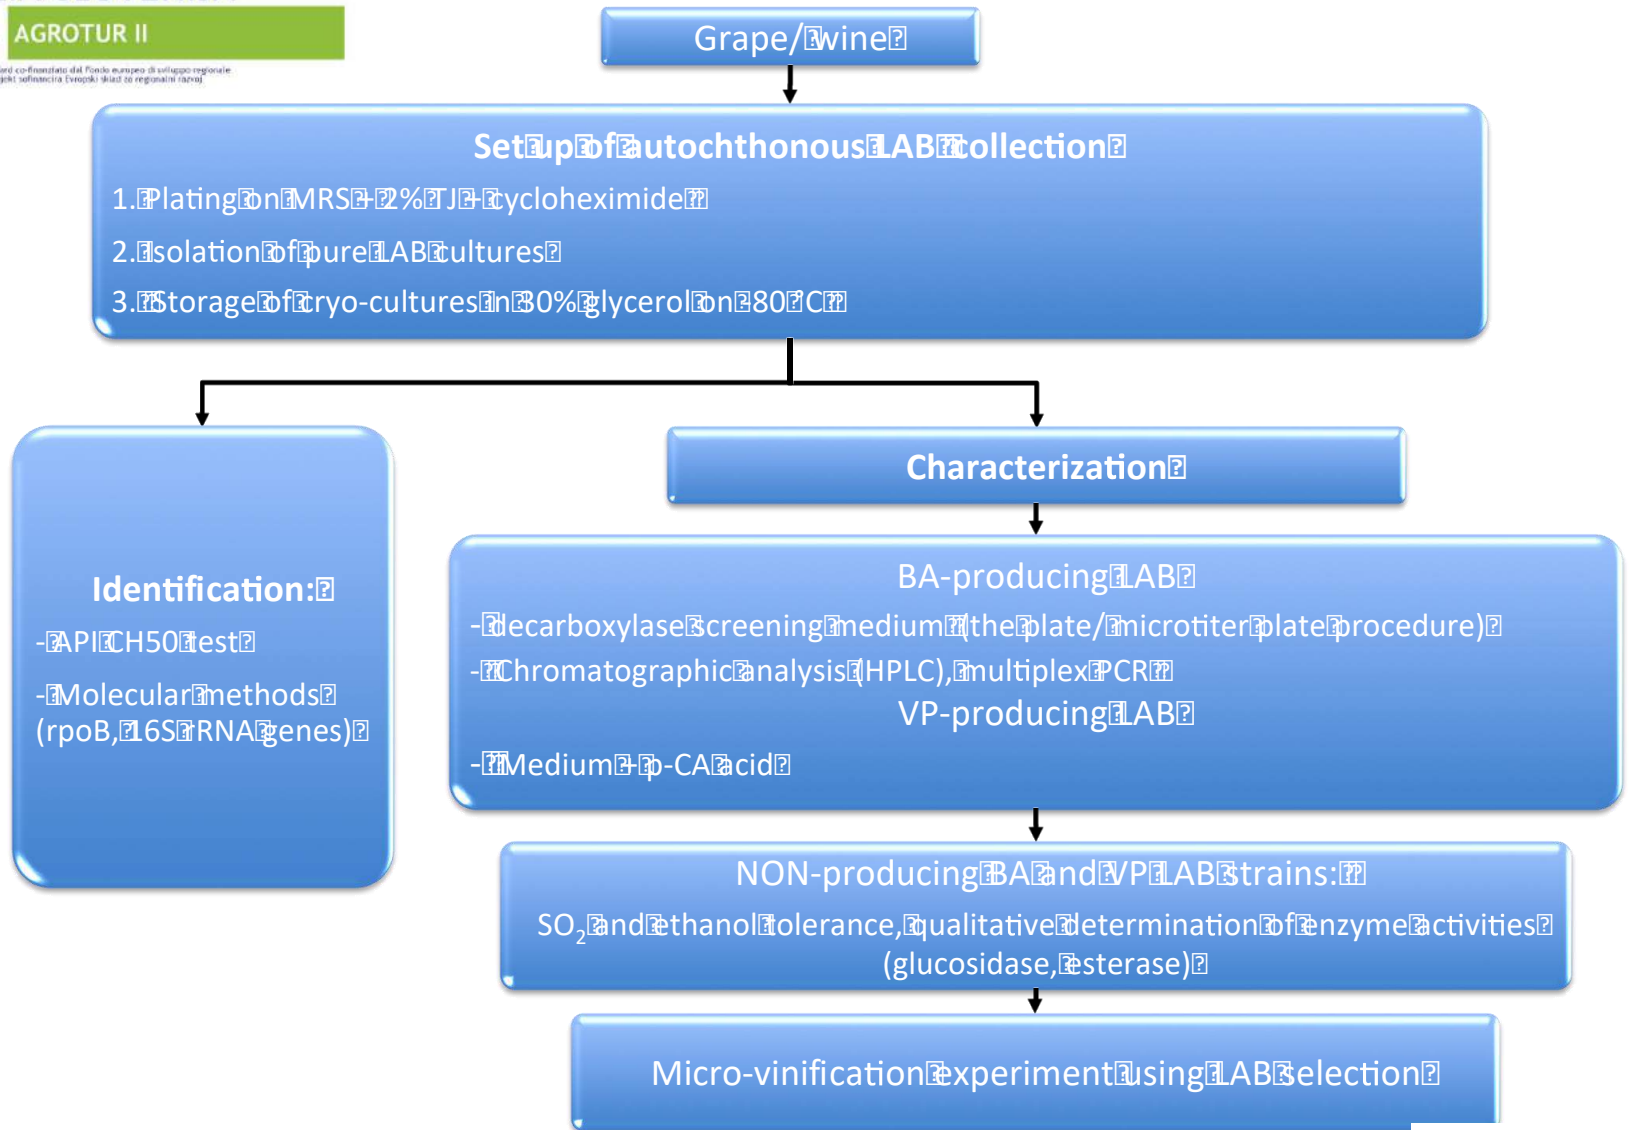 AGROTUR II
Grape/ wine
Set up of autochthonous LAB collection
1. Plating on MRS + 2% TJ + cycloheximide
2. Isolation of pure LAB cultures
3. Storage of cryo-cultures in 30% glycerol on -80 °C
Identification:
- API CH50 test
- Molecular methods
(rpoB, 16S rRNA genes)
Characterization
BA-producing LAB
- decarboxylase screening medium (the plate/ microtiter plate procedure)
- Chromatographic analysis (HPLC), multiplex PCR
VP-producing LAB
- Medium + p-CA acid
NON-producing BA and VP LAB strains:
SO₂ and ethanol tolerance, qualitative determination of enzyme activities
(glucosidase, esterase)
Micro-vinification experiment using LAB selection